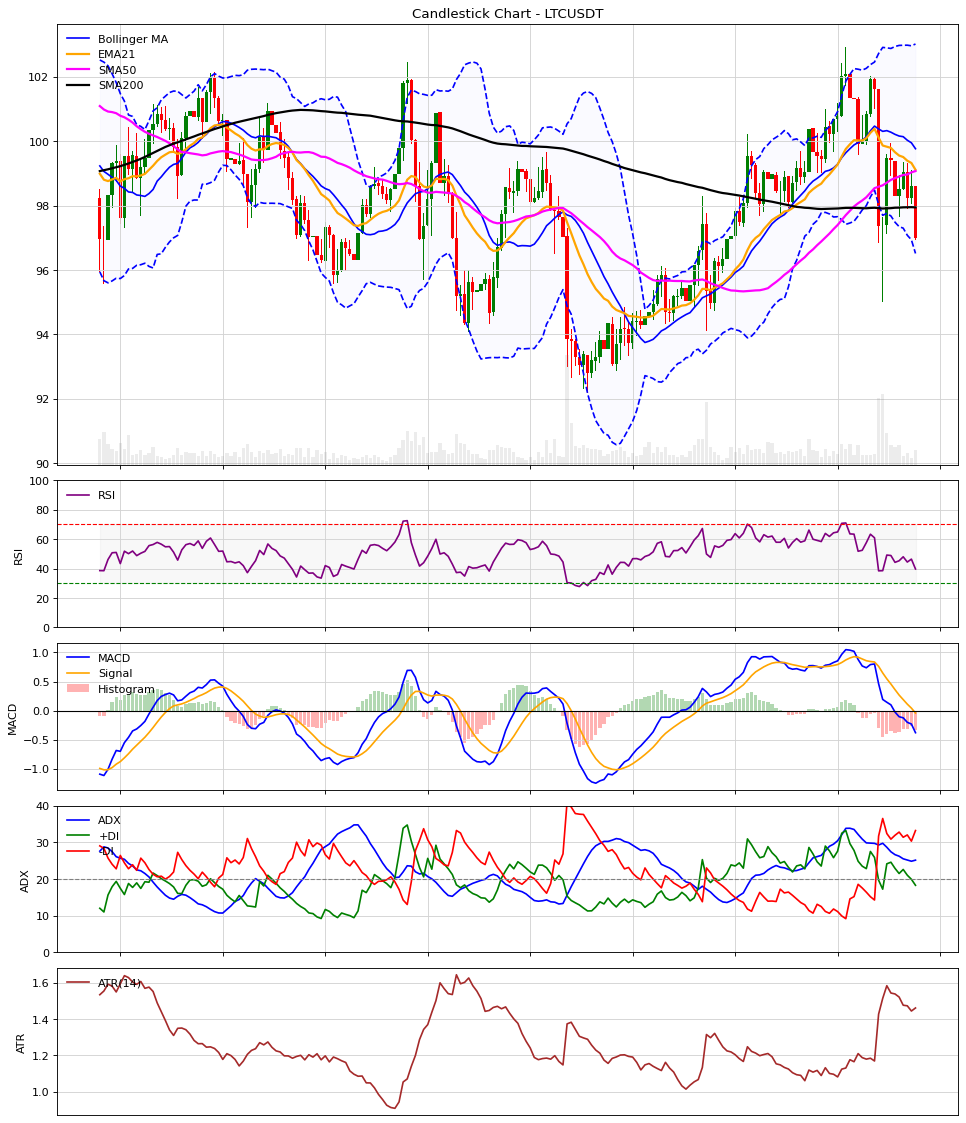 Candlestick Chart - LTCUSDT
Bollinger MA
EMA21
SMA50
SMA200
102
100
98
96
94
92
90
RSI
100
80
60
40
20
0
RSI
MACD
Signal
Histogram
1.0
0.5
0.0
−0.5
−1.0
MACD
ADX
+DI
-DI
40
30
20
10
0
ADX
ATR(14)
1.6
1.4
1.2
1.0
ATR